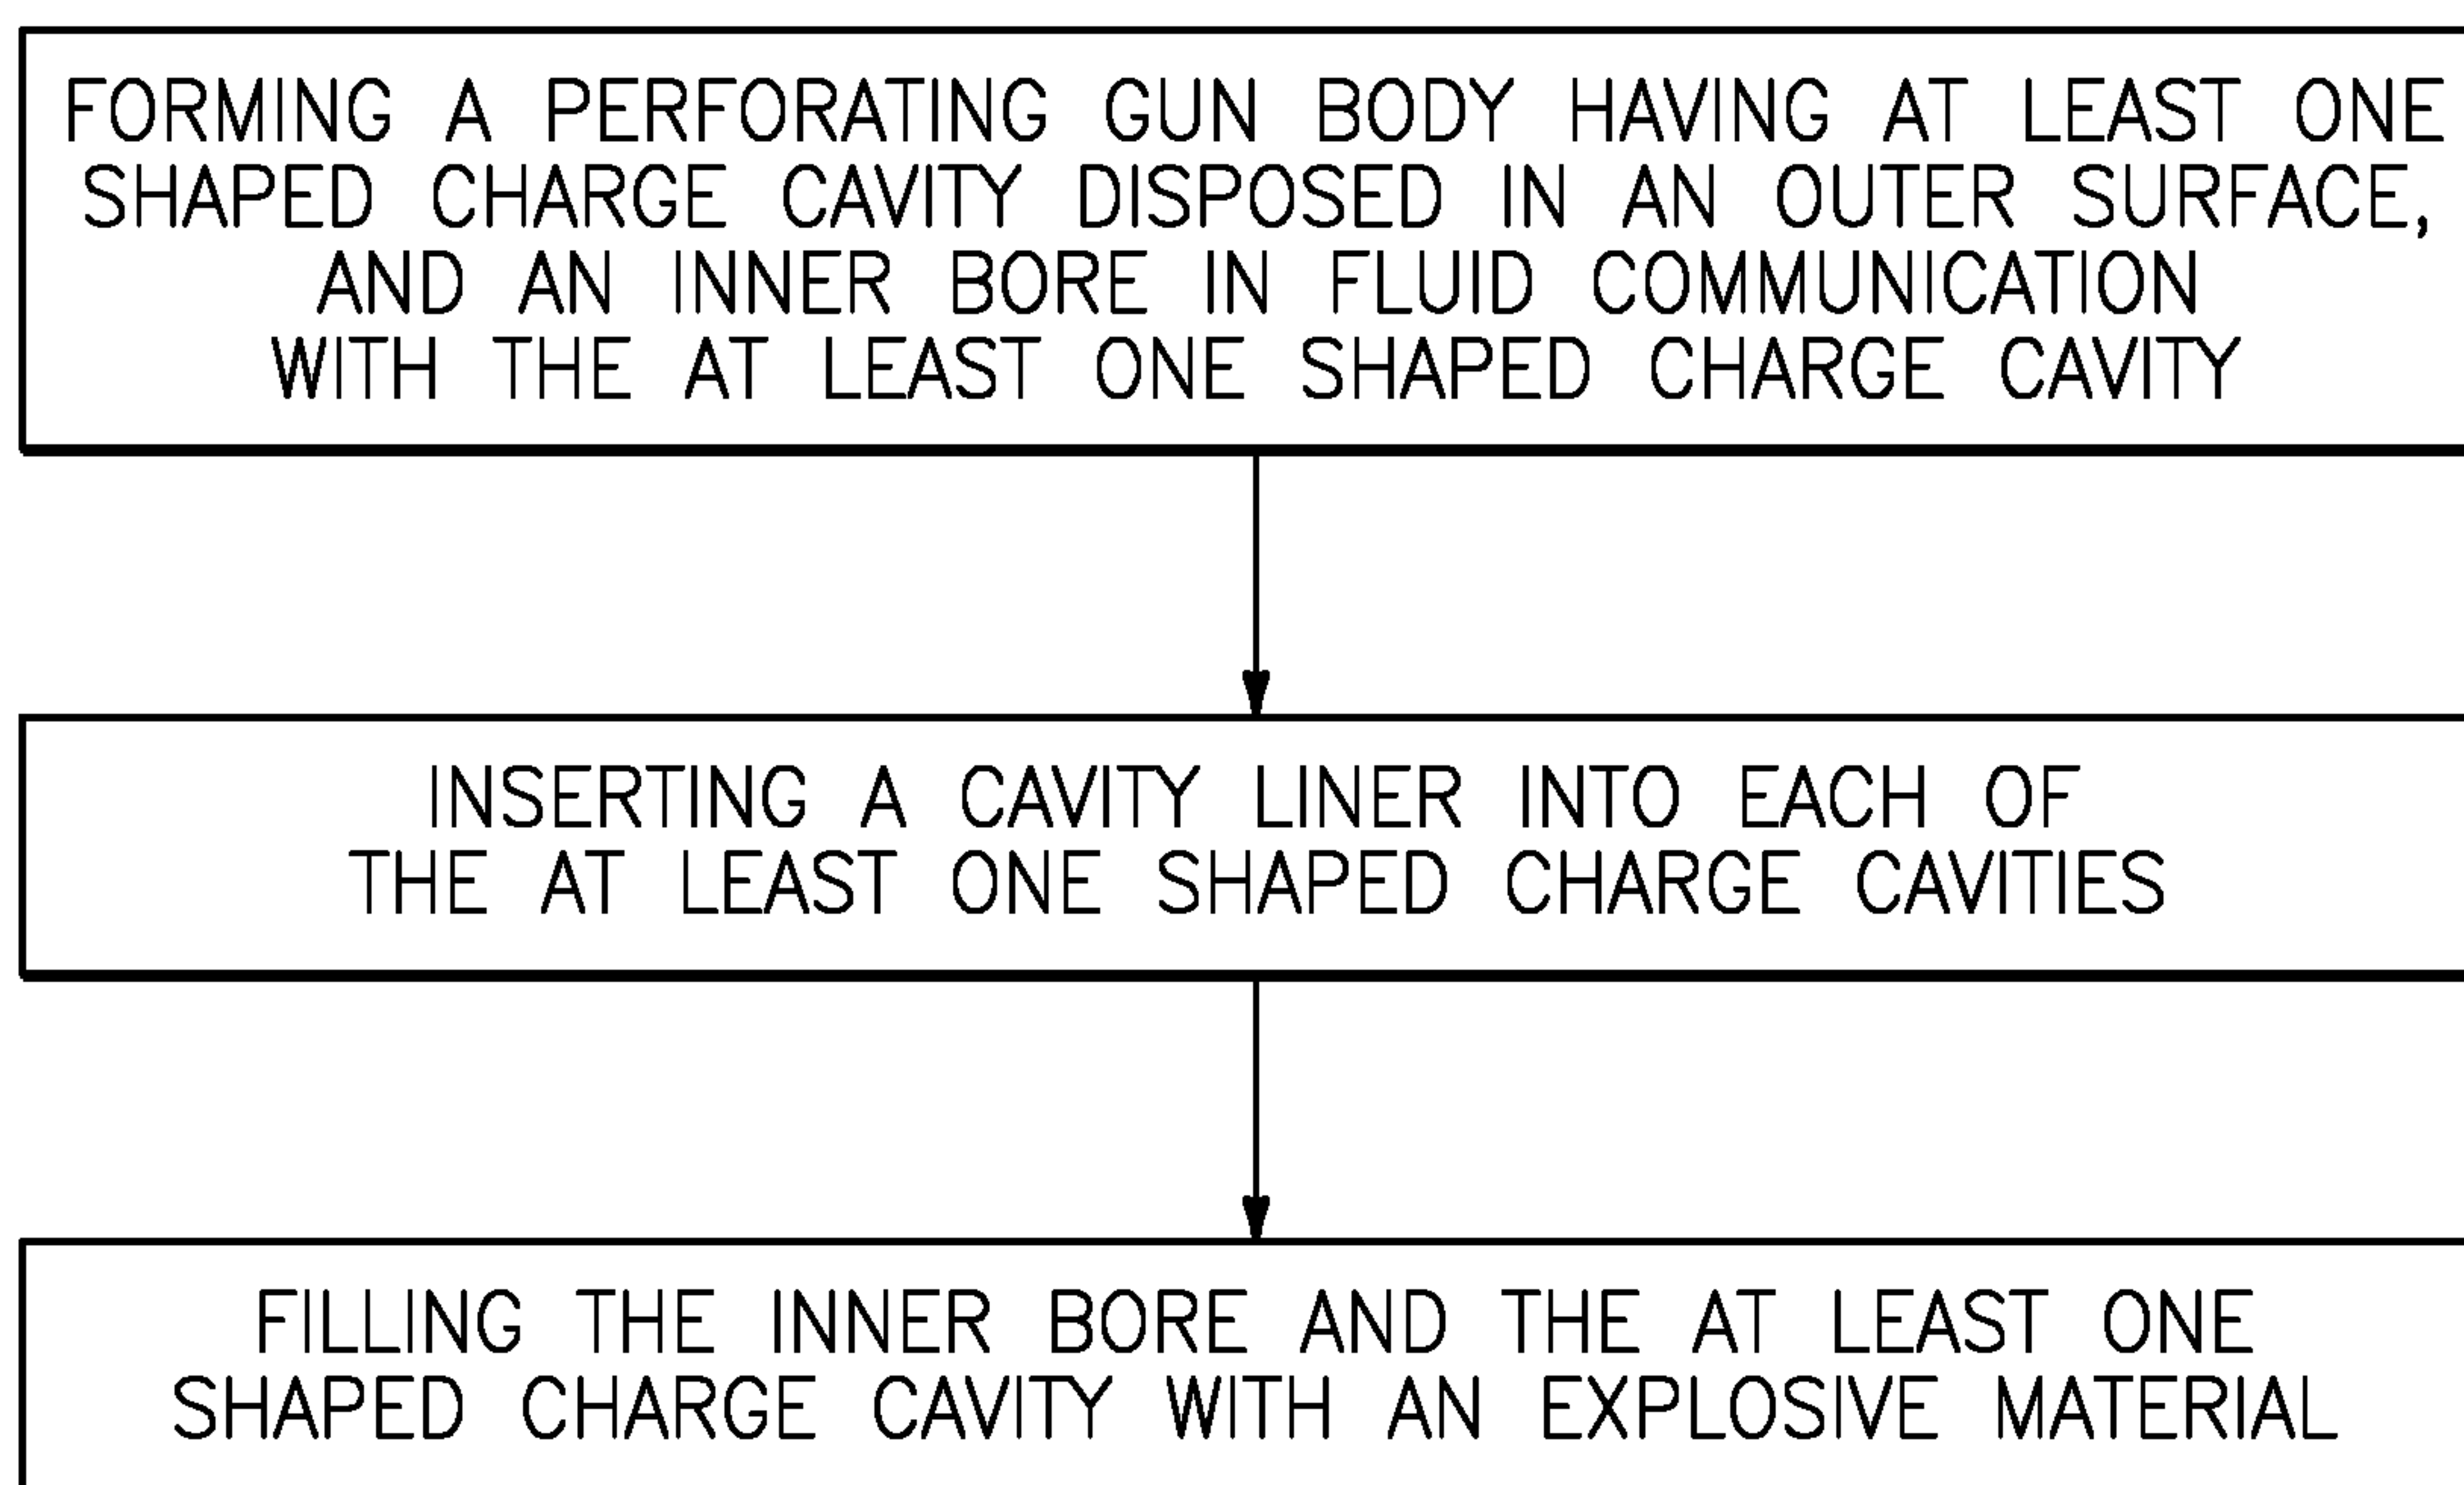 FORMING A PERFORATING GUN BODY HAVING AT LEAST ONE
SHAPED CHARGE CAVITY DISPOSED IN AN OUTER SURFACE,
AND AN INNER BORE IN FLUID COMMUNICATION
WITH THE AT LEAST ONE SHAPED CHARGE CAVITY
INSERTING A CAVITY LINER INTO EACH OF
THE AT LEAST ONE SHAPED CHARGE CAVITIES
FILLING THE INNER BORE AND THE AT LEAST ONE
SHAPED CHARGE CAVITY WITH AN EXPLOSIVE MATERIAL